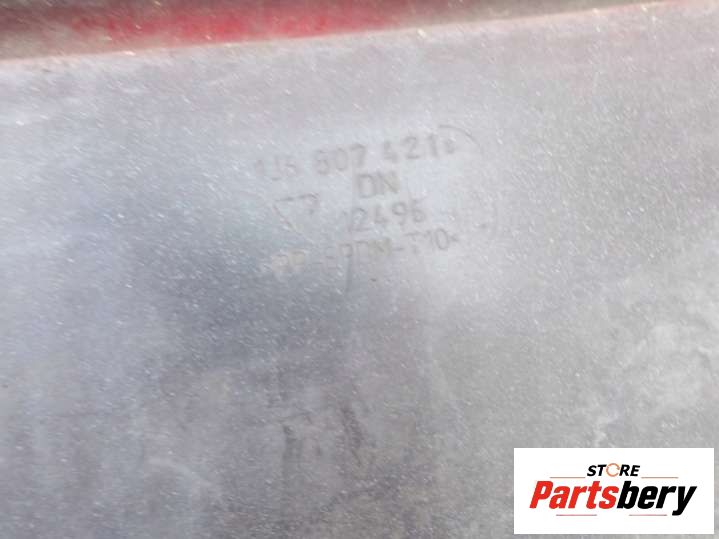 1J6 807 421
DN
12496
PP-EPDM-T10
STORE
Partsbery